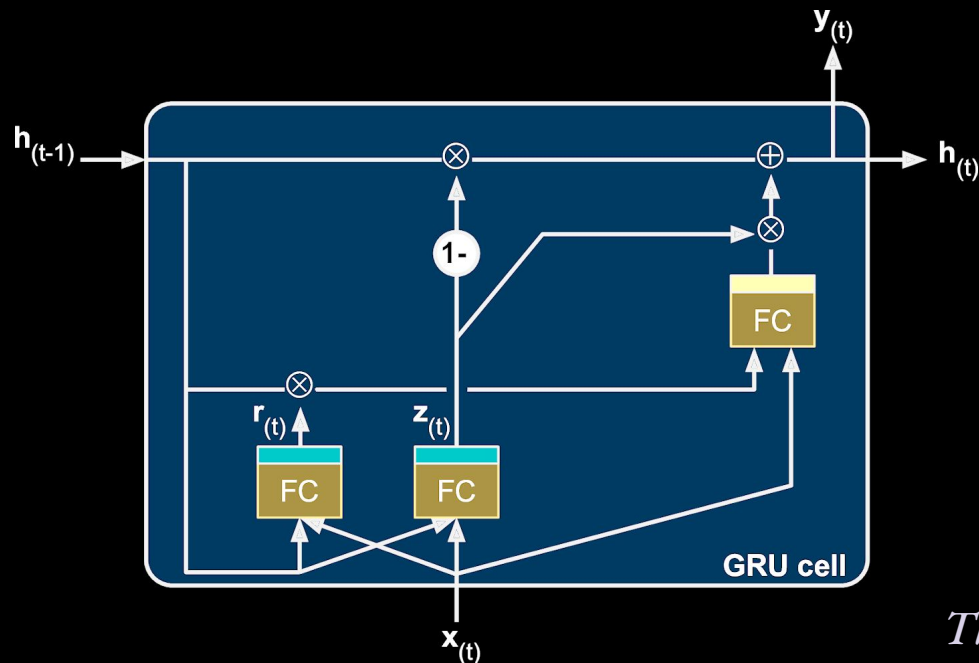 y(t)
h(t-1)
h(t)
1-
FC
r(t)
z(t)
FC
FC
GRU cell
x(t)